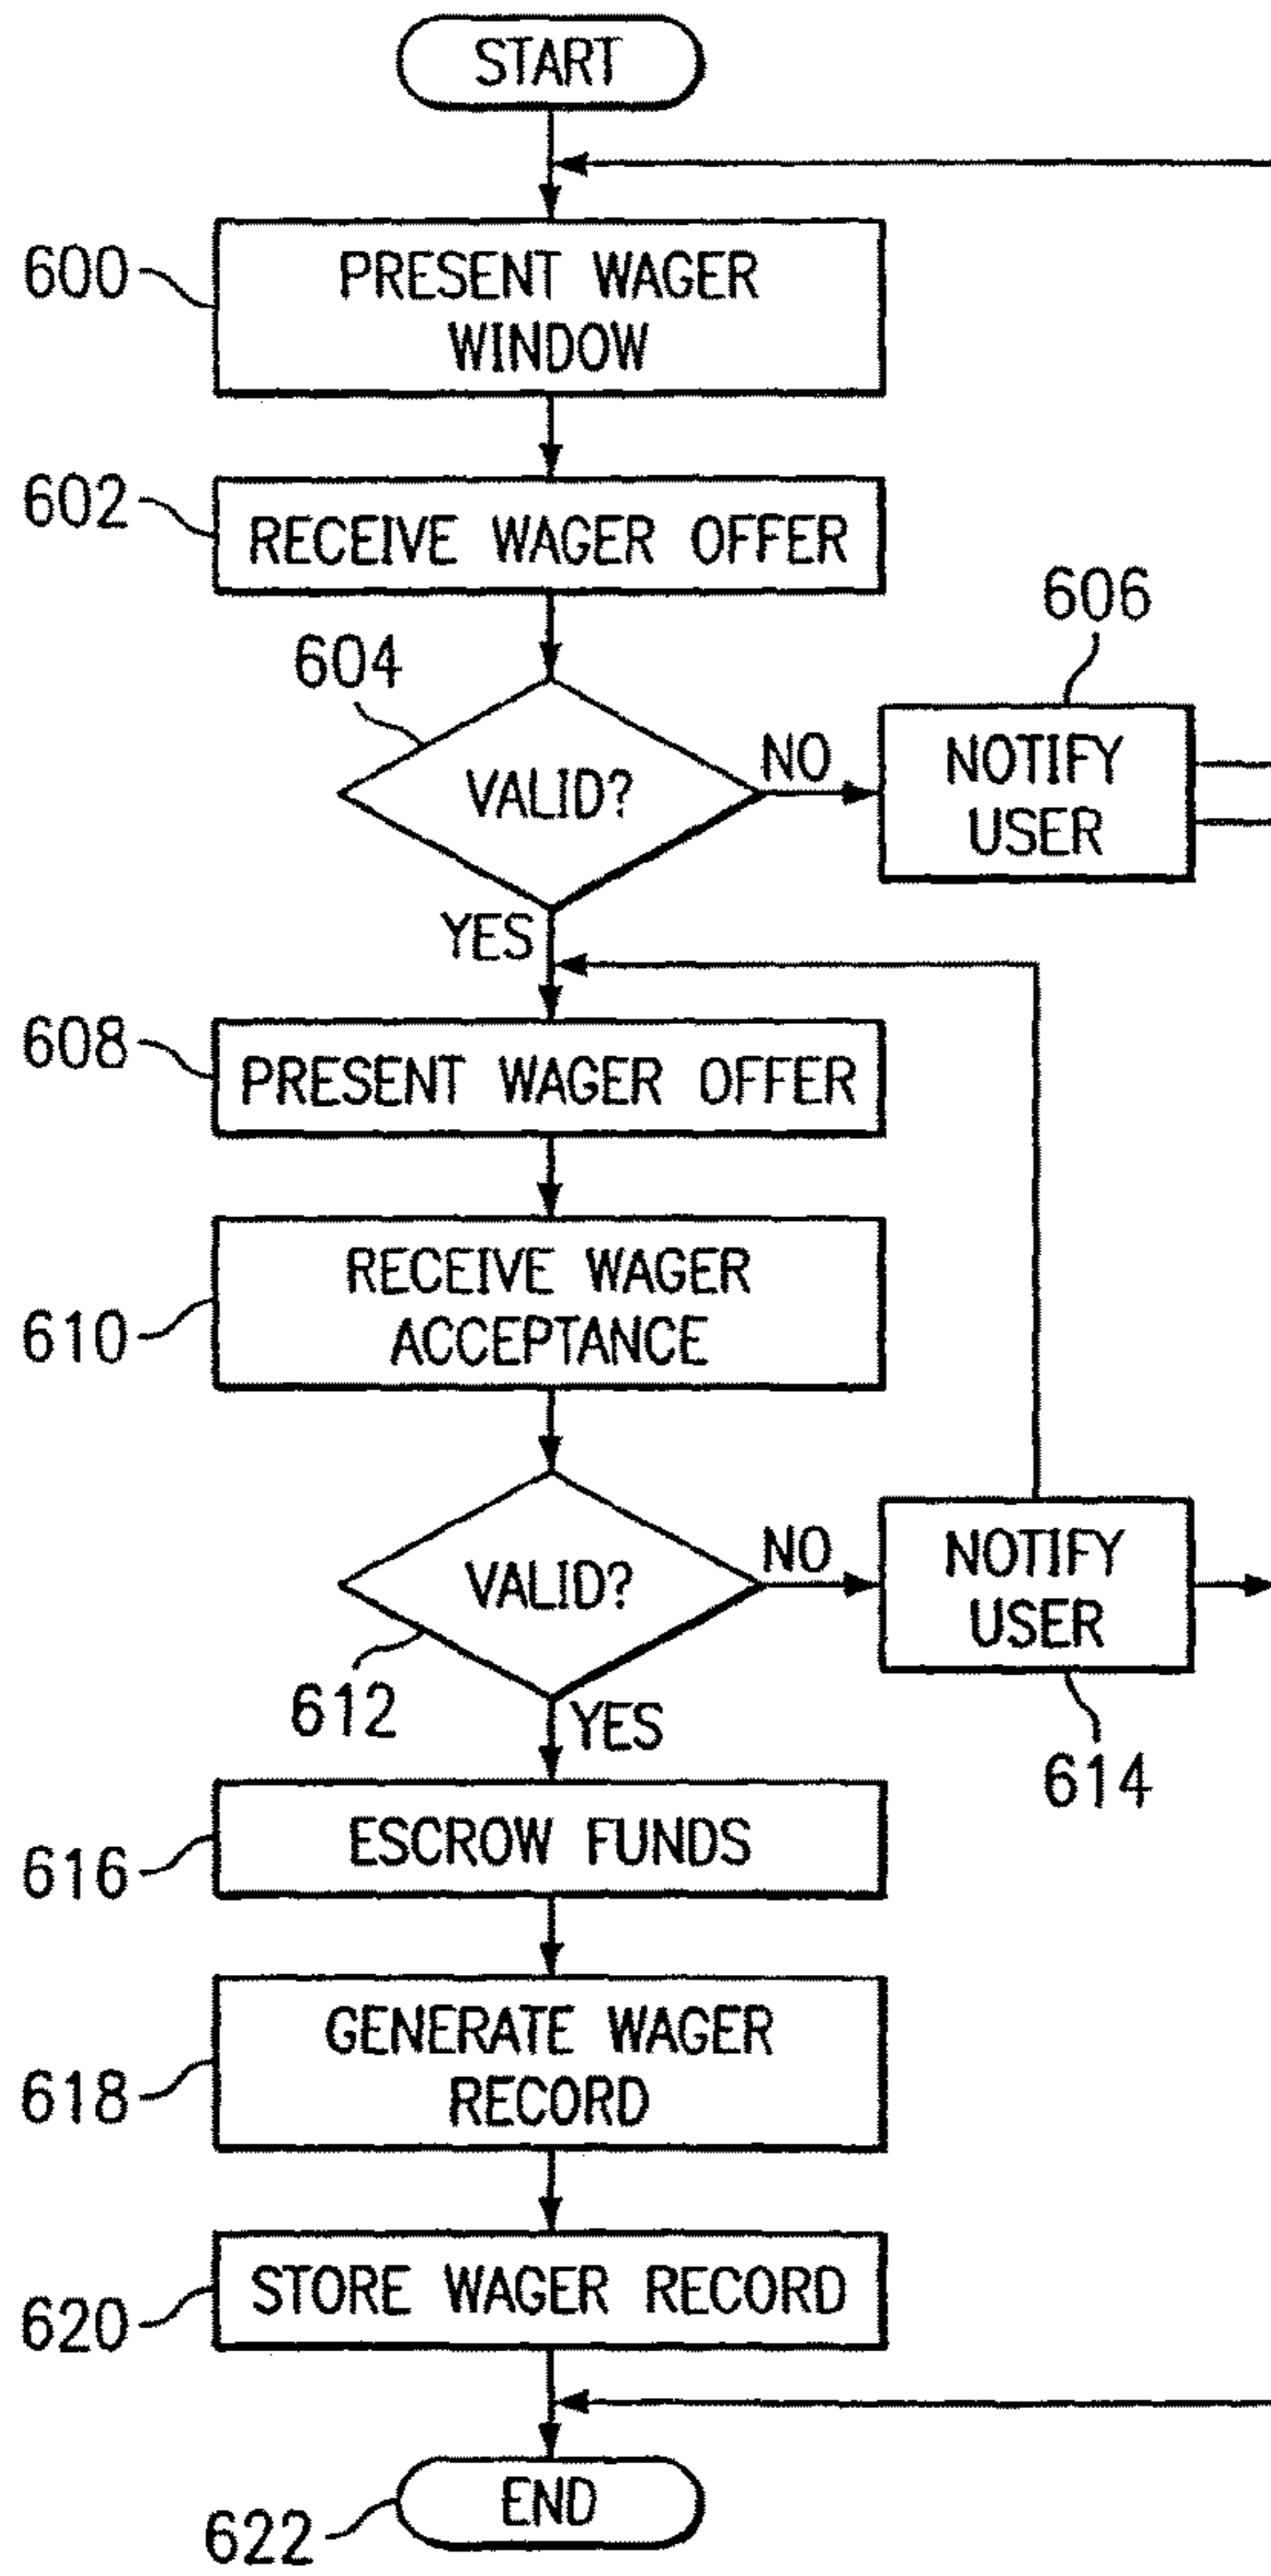 START
600
PRESENT WAGER
WINDOW
602
RECEIVE WAGER OFFER
604
VALID?
NO
606
NOTIFY
USER
YES
608
PRESENT WAGER OFFER
610
RECEIVE WAGER
ACCEPTANCE
VALID?
612
NO
NOTIFY
USER
614
YES
616
ESCROW FUNDS
618
GENERATE WAGER
RECORD
620
STORE WAGER RECORD
622
END